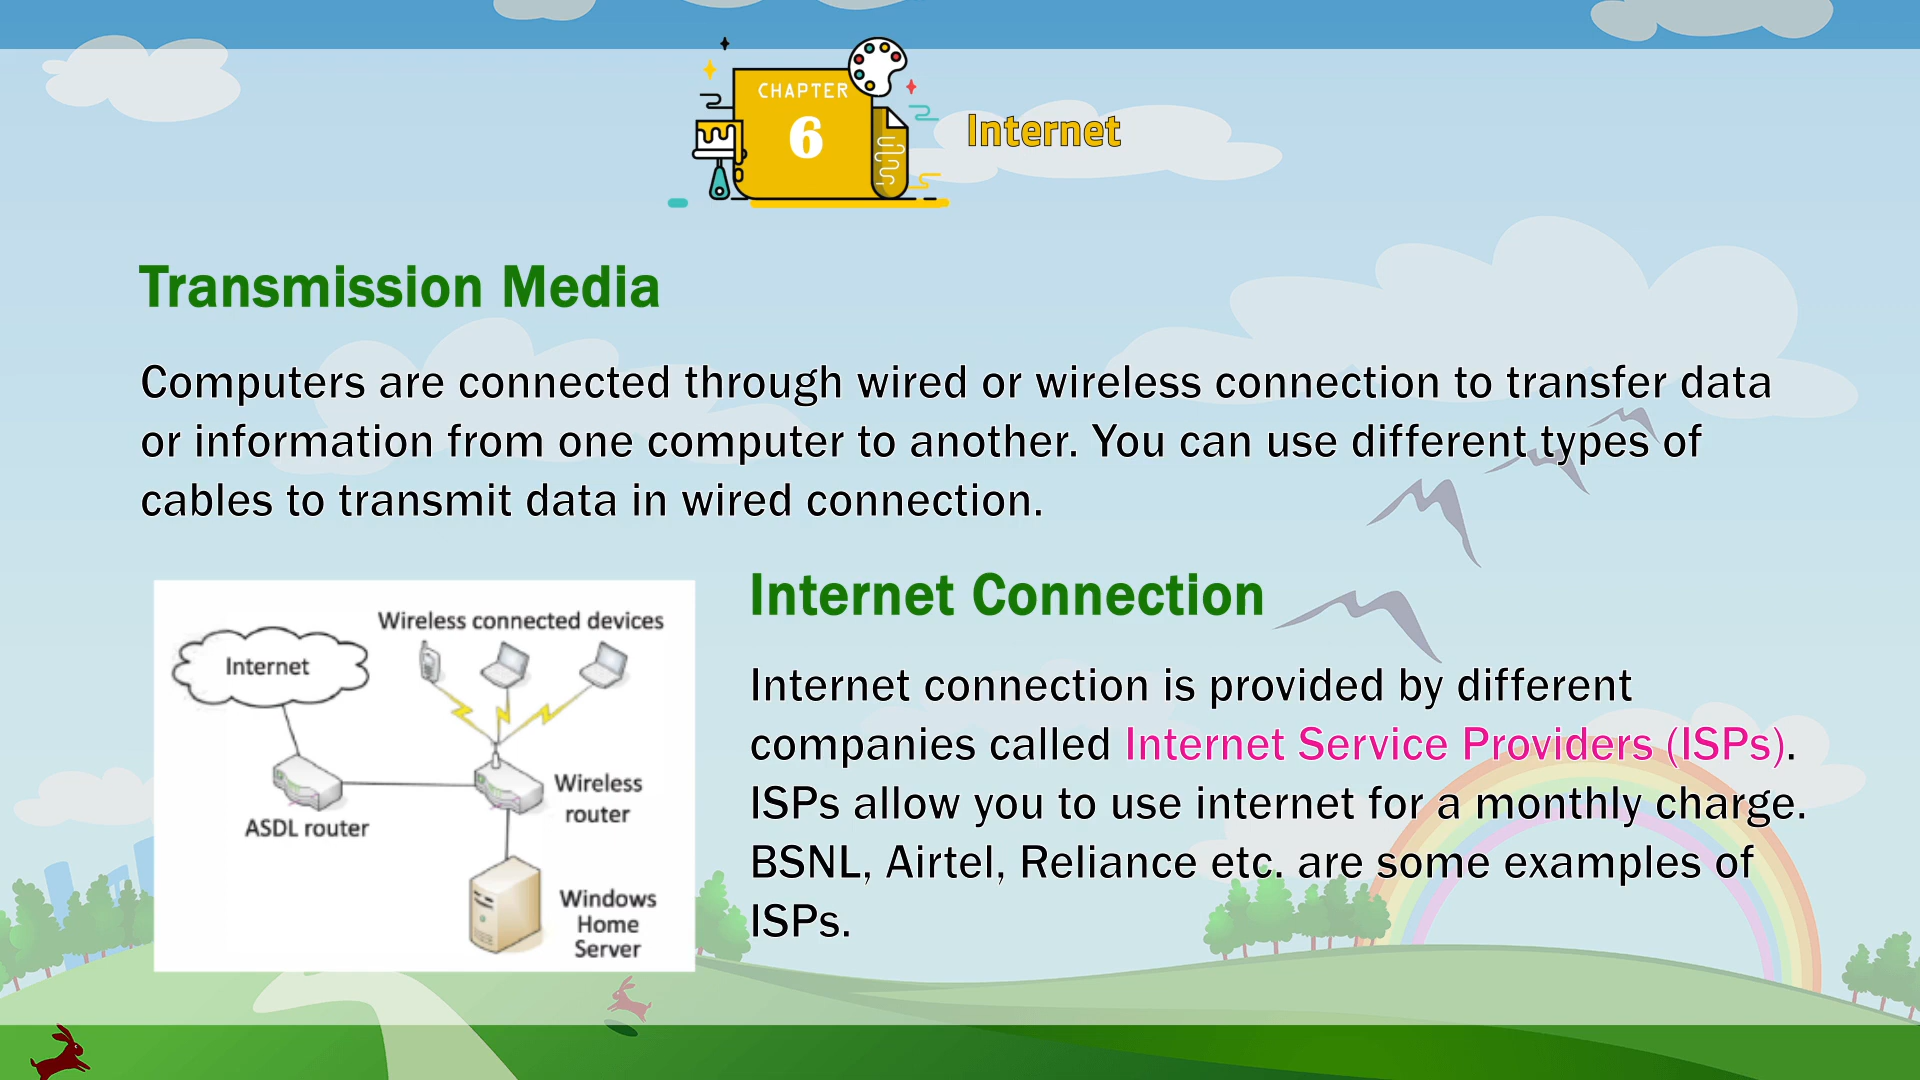 CHAPTER
6
Internet
Transmission Media
Computers are connected through wired or wireless connection to transfer data
or information from one computer to another. You can use different types of
cables to transmit data in wired connection.
Wireless connected devices
Internet
ASDL router
Wireless
router
Windows
Home
Server
Internet Connection
Internet connection is provided by different
companies called Internet Service Providers (ISPs).
ISPs allow you to use internet for a monthly charge.
BSNL, Airtel, Reliance etc. are some examples of
ISPs.